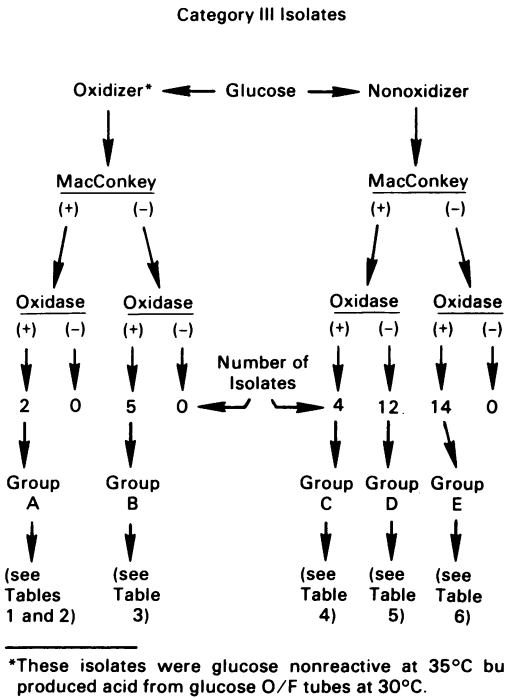 Category III Isolates
Oxidizer* Glucose Nonoxidizer
MacConkey MacConkey
(+) (−) (+) (−)
Oxidase Oxidase Oxidase Oxidase
(+) (−) (+) (−) (+) (−) (+) (−)
Number of
Isolates
2 0 5 0 4 12. 14 0
Group Group Group Group Group
A B C D E
(see (see (see (see (see
Tables Table Table Table Table
1 and 2) 3) 4) 5) 6)
*These isolates were glucose nonreactive at 35°C bu
produced acid from glucose O/F tubes at 30°C.